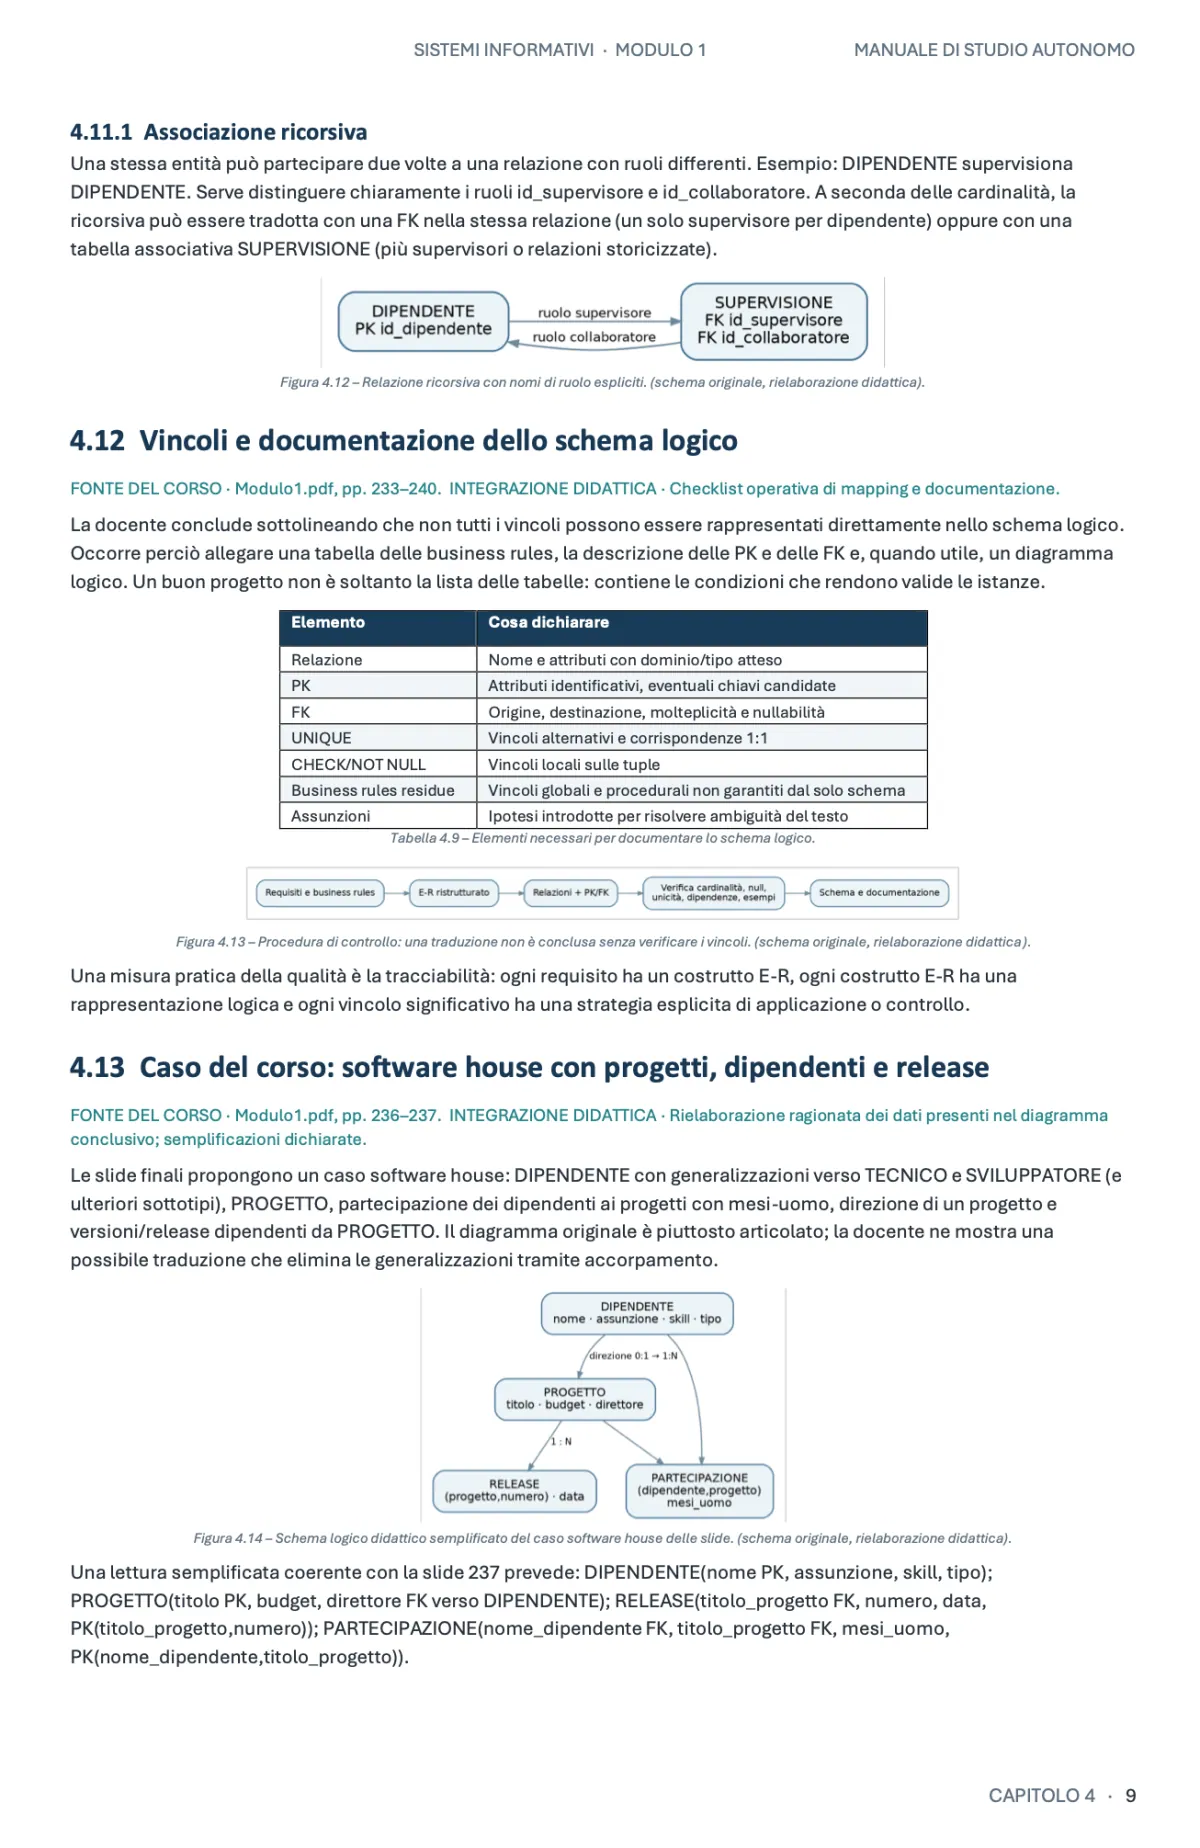 SISTEMI INFORMATIVI · MODULO 1 MANUALE DI STUDIO AUTONOMO
4.11.1 Associazione ricorsiva
Una stessa entità può partecipare due volte a una relazione con ruoli differenti. Esempio: DIPENDENTE supervisiona
DIPENDENTE. Serve distinguere chiaramente i ruoli id_supervisore e id_collaboratore. A seconda delle cardinalità, la
ricorsiva può essere tradotta con una FK nella stessa relazione (un solo supervisore per dipendente) oppure con una
tabella associativa SUPERVISIONE (più supervisori o relazioni storicizzate).
DIPENDENTE
PK id_dipendente
ruolo supervisore
ruolo collaboratore
SUPERVISIONE
FK id_supervisore
FK id_collaboratore
Figura 4.12 – Relazione ricorsiva con nomi di ruolo espliciti. (schema originale, rielaborazione didattica).
4.12 Vincoli e documentazione dello schema logico
FONTE DEL CORSO · Modulo1.pdf, pp. 233–240. INTEGRAZIONE DIDATTICA · Checklist operativa di mapping e documentazione.
La docente conclude sottolineando che non tutti i vincoli possono essere rappresentati direttamente nello schema logico.
Occorre perciò allegare una tabella delle business rules, la descrizione delle PK e delle FK e, quando utile, un diagramma
logico. Un buon progetto non è soltanto la lista delle tabelle: contiene le condizioni che rendono valide le istanze.
Elemento Cosa dichiarare
Relazione Nome e attributi con dominio/tipo atteso
PK Attributi identificativi, eventuali chiavi candidate
FK Origine, destinazione, molteplicità e nullabilità
UNIQUE Vincoli alternativi e corrispondenze 1:1
CHECK/NOT NULL Vincoli locali sulle tuple
Business rules residue Vincoli globali e procedurali non garantiti dal solo schema
Assunzioni Ipotesi introdotte per risolvere ambiguità del testo
Tabella 4.9 – Elementi necessari per documentare lo schema logico.
Requisiti e business rules
E-R ristrutturato
Relazioni + PK/FK
Verifica cardinalità, null,
unicità, dipendenze, esempi
Schema e documentazione
Figura 4.13 – Procedura di controllo: una traduzione non è conclusa senza verificare i vincoli. (schema originale, rielaborazione didattica).
Una misura pratica della qualità è la tracciabilità: ogni requisito ha un costrutto E-R, ogni costrutto E-R ha una
rappresentazione logica e ogni vincolo significativo ha una strategia esplicita di applicazione o controllo.
4.13 Caso del corso: software house con progetti, dipendenti e release
FONTE DEL CORSO · Modulo1.pdf, pp. 236–237. INTEGRAZIONE DIDATTICA · Rielaborazione ragionata dei dati presenti nel diagramma
conclusivo; semplificazioni dichiarate.
Le slide finali propongono un caso software house: DIPENDENTE con generalizzazioni verso TECNICO e SVILUPPATORE (e
ulteriori sottotipi), PROGETTO, partecipazione dei dipendenti ai progetti con mesi-uomo, direzione di un progetto e
versioni/release dipendenti da PROGETTO. Il diagramma originale è piuttosto articolato; la docente ne mostra una
possibile traduzione che elimina le generalizzazioni tramite accorpamento.
DIPENDENTE
nome · assunzione · skill · tipo
direzione 0:1 → 1:N
PROGETTO
titolo · budget · direttore
1 : N
RELEASE
(progetto,numero) · data
PARTECIPAZIONE
(dipendente,progetto)
mesi_uomo
Figura 4.14 – Schema logico didattico semplificato del caso software house delle slide. (schema originale, rielaborazione didattica).
Una lettura semplificata coerente con la slide 237 prevede: DIPENDENTE(nome PK, assunzione, skill, tipo);
PROGETTO(titolo PK, budget, direttore FK verso DIPENDENTE); RELEASE(titolo_progetto FK, numero, data,
PK(titolo_progetto,numero)); PARTECIPAZIONE(nome_dipendente FK, titolo_progetto FK, mesi_uomo,
PK(nome_dipendente,titolo_progetto)).
CAPITOLO 4 · 9